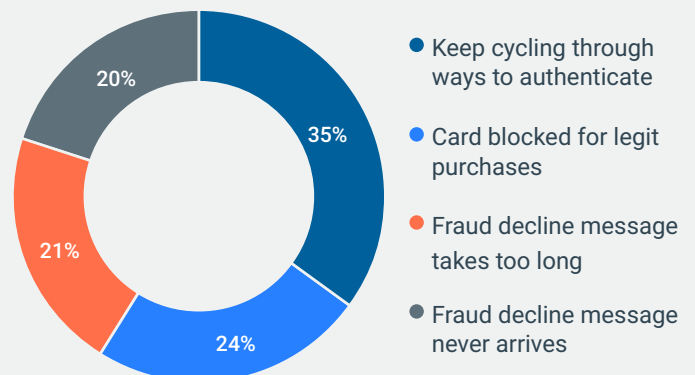 20%
35%
21%
24%
Keep cycling through
ways to authenticate
Card blocked for legit
purchases
Fraud decline message
takes too long
Fraud decline message
never arrives